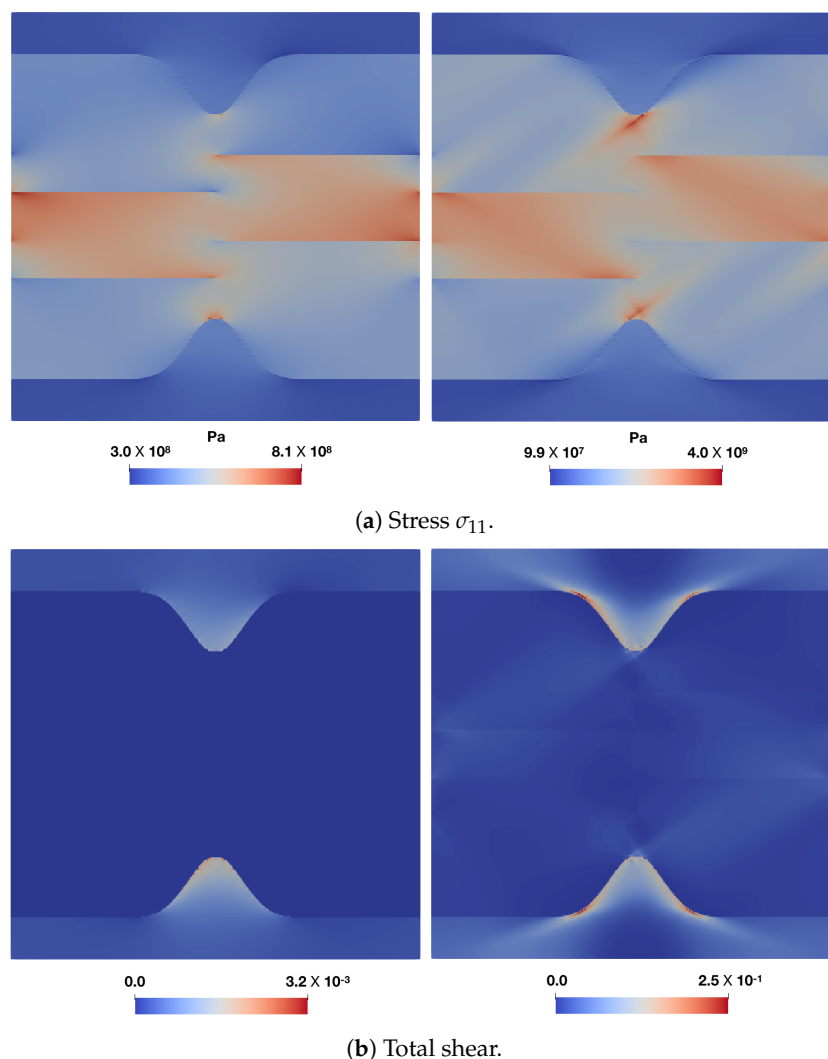 Pa
3.0 X 10⁸ 8.1 X 10⁸
Pa
9.9 X 10⁷ 4.0 X 10⁹
(a) Stress σ₁₁.
0.0 3.2 X 10⁻³
0.0 2.5 X 10⁻¹
(b) Total shear.